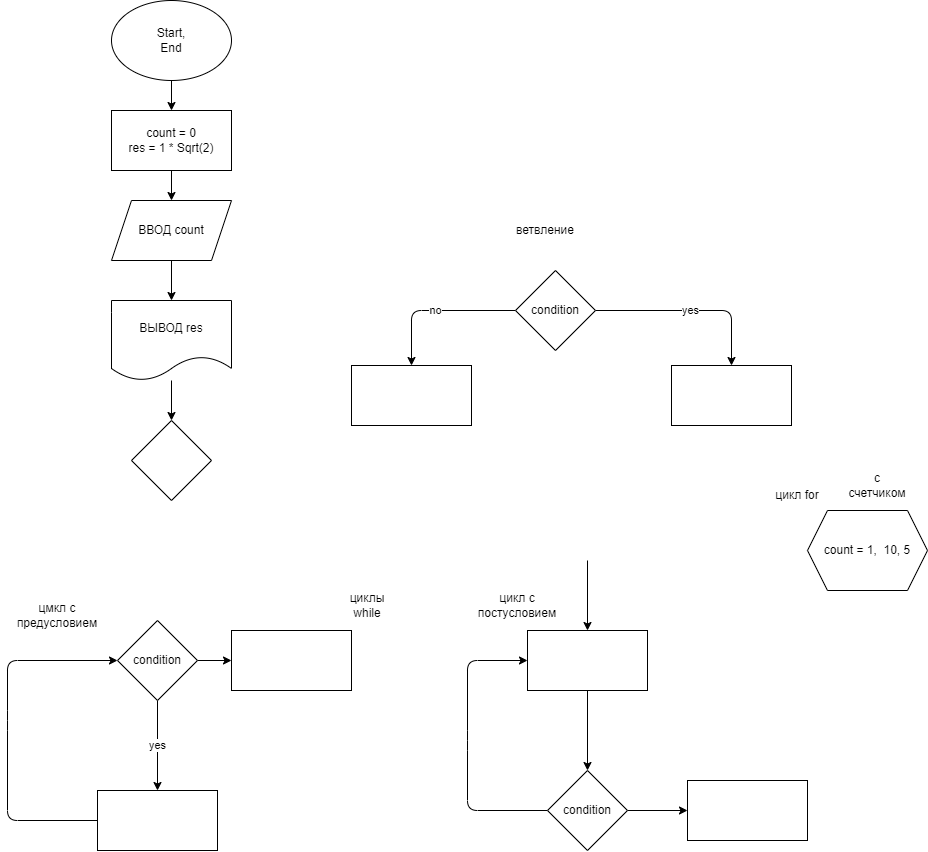 Start,
End
count = 0
res = 1 * Sqrt(2)
ВВОД count
ВЫВОД res
ветвление
no
condition
yes
цикл for
с
счетчиком
count = 1,  10, 5
цмкл с
предусловием
condition
yes
циклы
while
цикл с
постусловием
condition